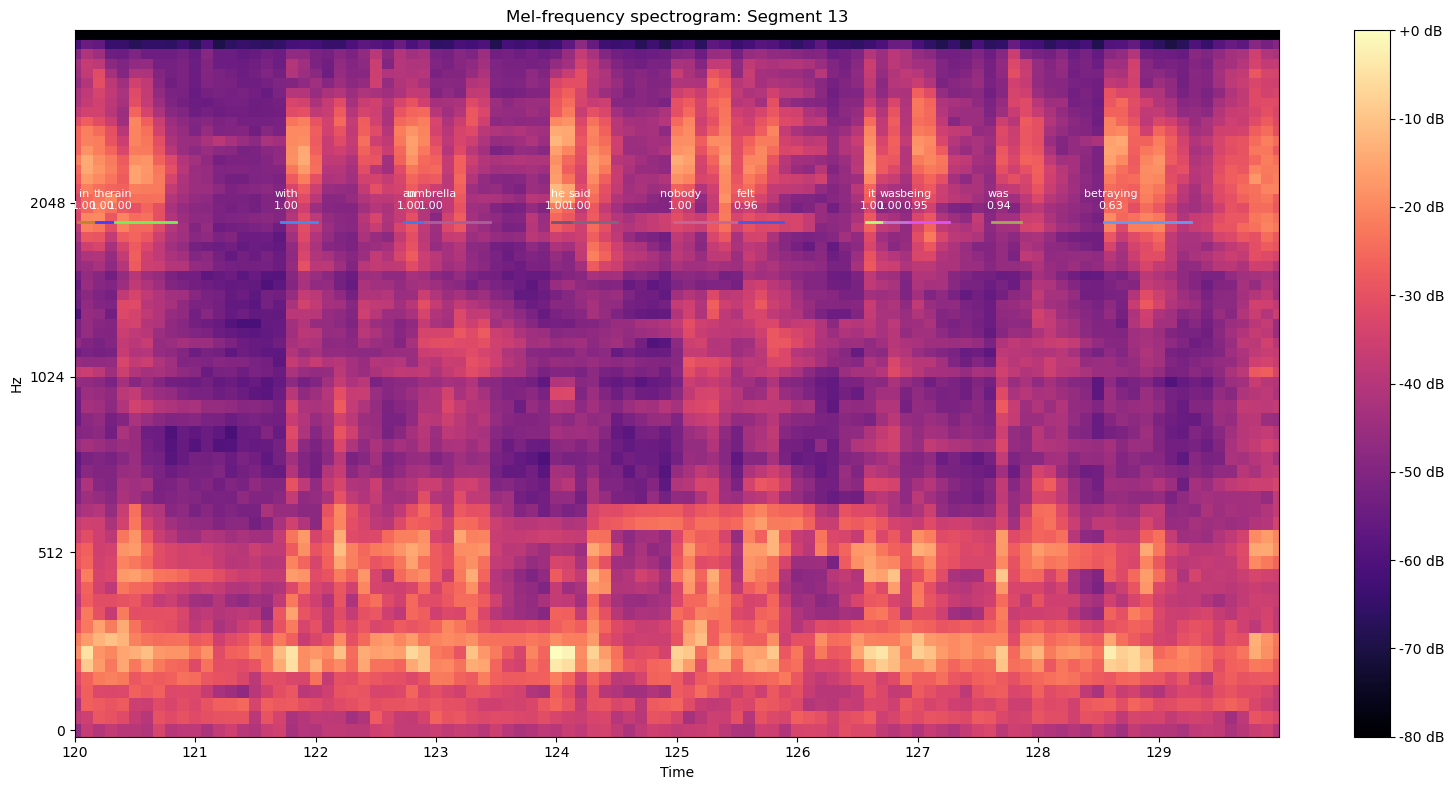 Mel-frequency spectrogram: Segment 13
+0 dB
-10 dB
-20 dB
-30 dB
-40 dB
-50 dB
-60 dB
-70 dB
-80 dB
Hz
2048
1024
512
0
in the rain with an umbrella he said nobody felt it was being was betraying
1.00 1.00 1.00 1.00 1.00 1.00 1.00 1.00 1.00 0.96 1.00 1.00 0.95 0.94 0.63
120 121 122 123 124 125 126 127 128 129
Time